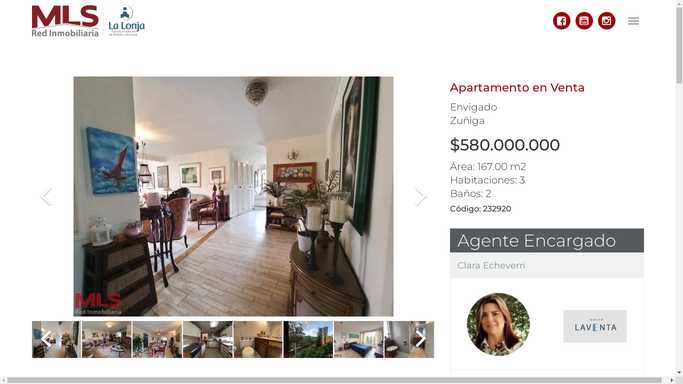 MLS
Red Inmobiliaria
La Lonja
Apartamento en Venta
Envigado
Zuñiga
$580.000.000
Área: 167.00 m2
Habitaciones: 3
Baños: 2
Código: 232920
Agente Encargado
Clara Echeverri
LAVENTA
MLS
Red Inmobiliaria